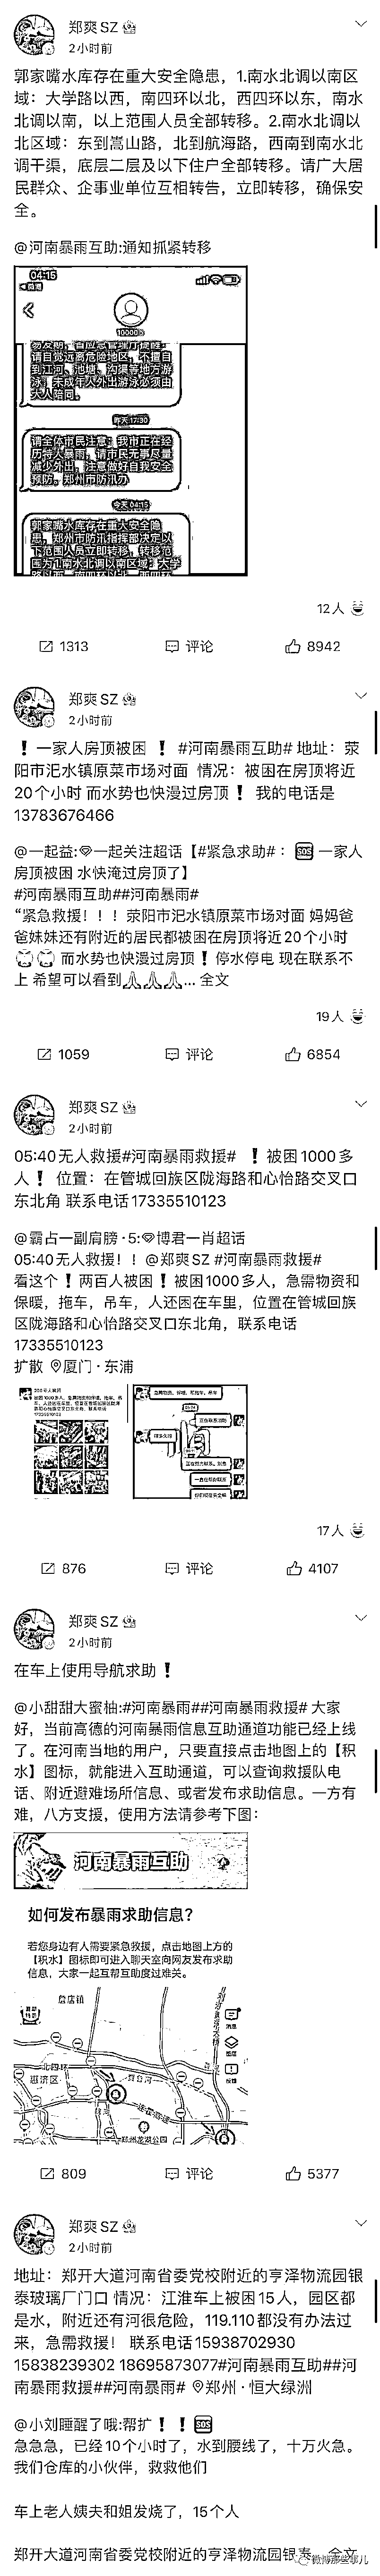 郑爽 SZ
2小时前
郭家嘴水库存在重大安全隐患，1.南水北调以南区
域：大学路以西，南四环以北，西四环以东，南水
北调以南，以上范围人员全部转移。2.南水北调以
北区域：东到嵩山路，北到航海路，西南到南水北
调干渠，底层二层及以下住户全部转移。请广大居
民群众、企事业单位互相转告，立即转移，确保安
全。
@河南暴雨互助:通知抓紧转移
04:15
请自觉远离危险地区，不擅自
到江河、池塘、沟渠等地方游
泳，未成年人外出游泳必须由
大人陪同。
昨天 17:30
请全体市民注意：我市正在经
历特大暴雨，请市民无事尽量
减少外出，注意做好自我安全
预防。郑州市防汛办
今天 04:15
郭家嘴水库存在重大安全隐
患，郑州市防汛指挥部决定以
下范围人员立即转移，转移范
围为1.南水北调以南区域：大学
12人
1313
评论
8942
郑爽 SZ
2小时前
❗一家人房顶被困❗ #河南暴雨互助# 地址：荥
阳市汜水镇原菜市场对面 情况：被困在房顶将近
20个小时 而水势也快漫过房顶❗ 我的电话是
13783676466
@一起益:一起关注超话【#紧急求助#：🆘 一家人
房顶被困 水快淹过房顶了】
#河南暴雨互助##河南暴雨#
“紧急救援！！！荥阳市汜水镇原菜市场对面 妈妈爸
爸妹妹还有附近的居民都被困在房顶将近20个小时
而水势也快漫过房顶❗停水停电 现在联系不
上 希望可以看到🙏🙏🙏... 全文
19人
1059
评论
6854
郑爽 SZ
2小时前
05:40无人救援#河南暴雨救援# ❗被困1000多
人❗ 位置：在管城回族区陇海路和心怡路交叉口
东北角 联系电话17335510123
@霸占一副肩膀·5:博君一肖超话
05:40无人救援！！@郑爽SZ #河南暴雨救援#
看这个❗两百人被困❗被困1000多人，急需物资和
保暖，拖车，吊车，人还困在车里，位置在管城回族
区陇海路和心怡路交叉口东北角，联系电话
17335510123
扩散 厦门·东浦
17人
876
评论
4107
郑爽 SZ
2小时前
在车上使用导航求助❗
@小甜甜大蜜柚:#河南暴雨##河南暴雨救援# 大家
好，当前高德的河南暴雨信息互助通道功能已经上线
了。在河南当地的用户，只要直接点击地图上的【积
水】图标，就能进入互助通道，可以查询救援队电
话、附近避难场所信息、或者发布求助信息。一方有
难，八方支援，使用方法请参考下图：
河南暴雨互助
如何发布暴雨求助信息？
若您身边有人需要紧急救援，点击地图上方的
【积水】图标即可进入聊天室向网友发布求助
信息，大家一起互帮互助度过难关。
北四环
惠济区
809
评论
5377
郑爽 SZ
2小时前
地址：郑开大道河南省委党校附近的亨泽物流园银
泰玻璃厂门口 情况：江淮车上被困15人，园区都
是水，附近还有河很危险，119.110都没有办法过
来，急需救援！ 联系电话15938702930
15838239302 18695873077#河南暴雨互助##河
南暴雨救援##河南暴雨# 郑州·恒大绿洲
@小刘睡醒了哦:帮扩❗❗🆘
急急急，已经10个小时了，水到腰线了，十万火急。
我们仓库的小伙伴，救救他们
车上老人姨夫和姐发烧了，15个人
郑开大道河南省委党校附近的亨泽物流园银泰 全文
微博那些事儿